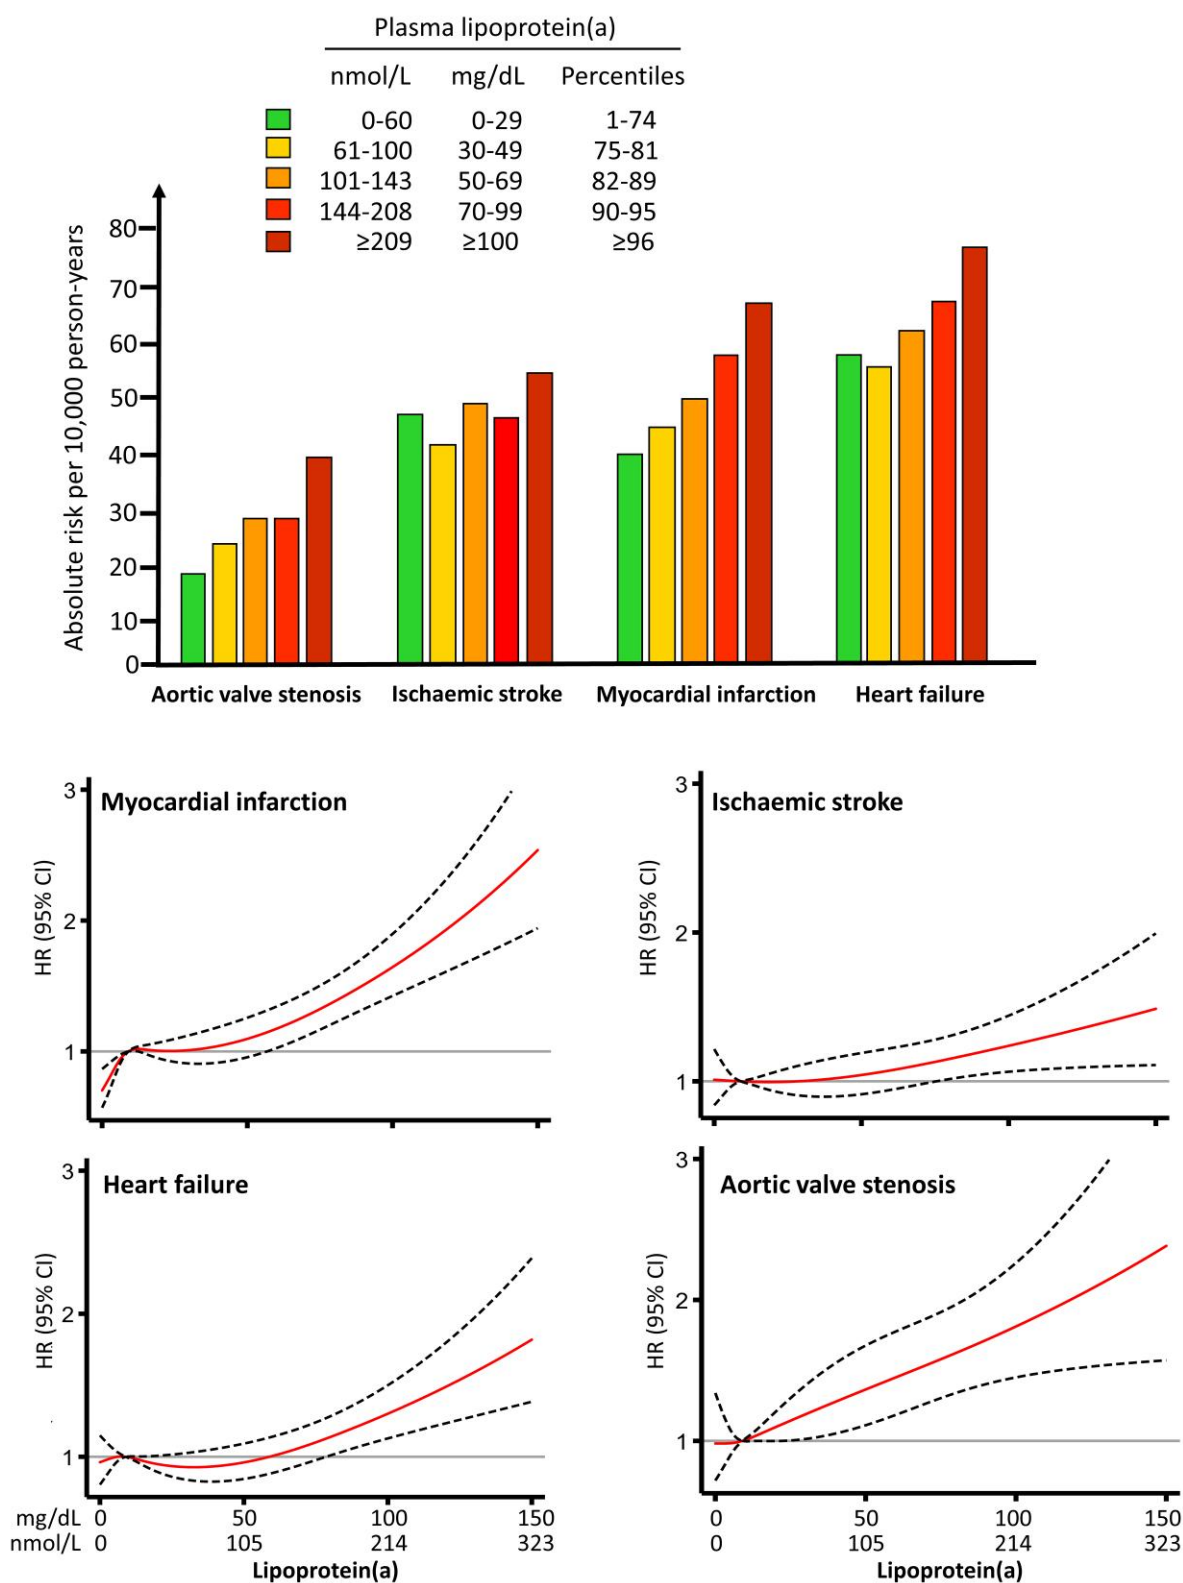 Plasma lipoprotein(a)
nmol/L mg/dL Percentiles
0-60 0-29 1-74
61-100 30-49 75-81
101-143 50-69 82-89
144-208 70-99 90-95
≥209 ≥100 ≥96
Absolute risk per 10,000 person-years
80
70
60
50
40
30
20
10
0
Aortic valve stenosis Ischaemic stroke Myocardial infarction Heart failure
Myocardial infarction
HR (95% CI)
3
2
1
Ischaemic stroke
HR (95% CI)
3
2
1
Heart failure
HR (95% CI)
3
2
1
mg/dL 0 50 100 150
nmol/L 0 105 214 323
Lipoprotein(a)
Aortic valve stenosis
HR (95% CI)
3
2
1
0 50 100 150
0 105 214 323
Lipoprotein(a)